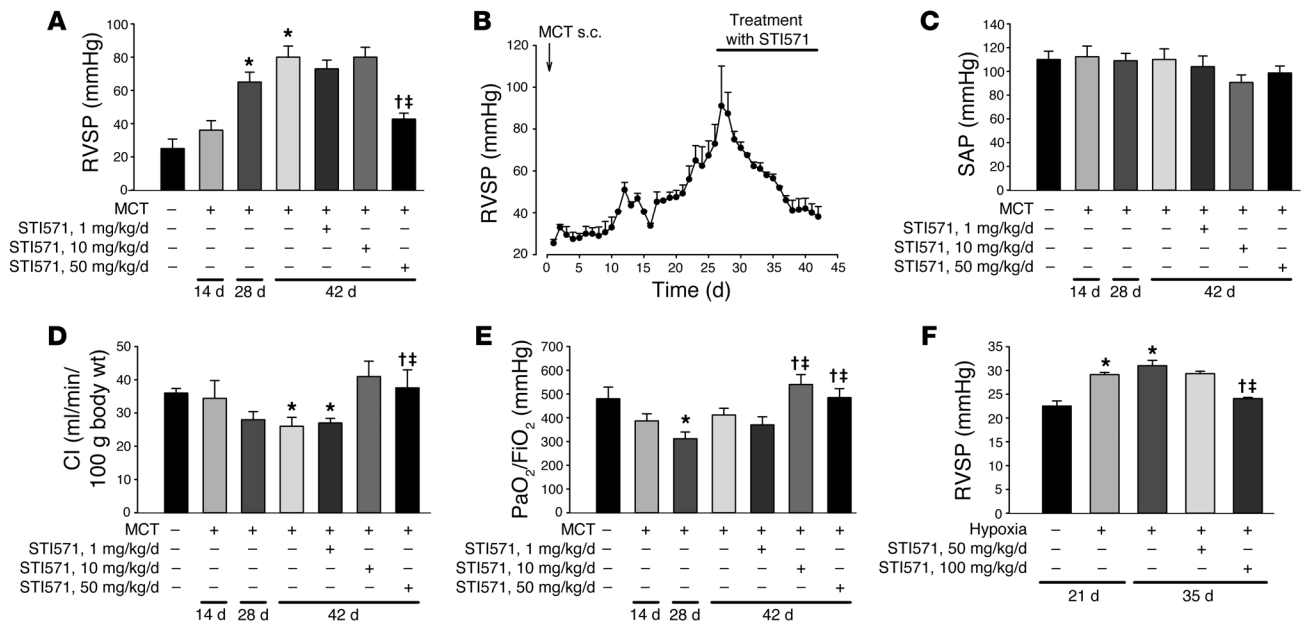 A
RVSP (mmHg)
100
80
60
40
20
0
*
*
†‡
MCT – + + + + + +
STI571, 1 mg/kg/d – – – – + – –
STI571, 10 mg/kg/d – – – – – + –
STI571, 50 mg/kg/d – – – – – – +
14 d 28 d 42 d
B
MCT s.c.
Treatment
with STI571
RVSP (mmHg)
120
100
80
60
40
20
0 5 10 15 20 25 30 35 40 45
Time (d)
C
SAP (mmHg)
140
120
100
80
60
40
20
0
MCT – + + + + + +
STI571, 1 mg/kg/d – – – – + – –
STI571, 10 mg/kg/d – – – – – + –
STI571, 50 mg/kg/d – – – – – – +
14 d 28 d 42 d
D
CI (ml/min/
100 g body wt)
50
40
30
20
10
0
* * †‡
MCT – + + + + + +
STI571, 1 mg/kg/d – – – – + – –
STI571, 10 mg/kg/d – – – – – + –
STI571, 50 mg/kg/d – – – – – – +
14 d 28 d 42 d
E
PaO₂/FiO₂ (mmHg)
700
600
500
400
300
200
100
0
* †‡ †‡
MCT – + + + + + +
STI571, 1 mg/kg/d – – – – + – –
STI571, 10 mg/kg/d – – – – – + –
STI571, 50 mg/kg/d – – – – – – +
14 d 28 d 42 d
F
RVSP (mmHg)
35
30
25
20
15
10
5
0
* * †‡
Hypoxia – + + + +
STI571, 50 mg/kg/d – – – + –
STI571, 100 mg/kg/d – – – – +
21 d 35 d